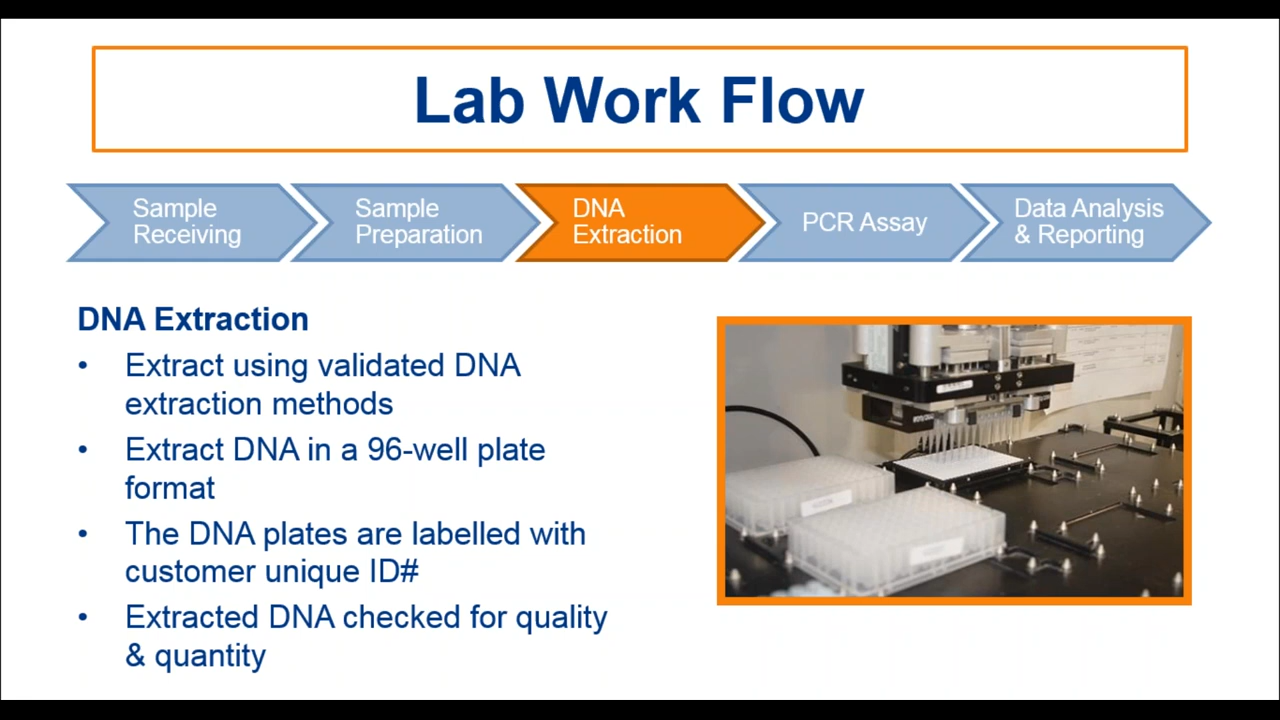 Lab Work Flow
Sample
Receiving
Sample
Preparation
DNA
Extraction
PCR Assay
Data Analysis
& Reporting
DNA Extraction
• Extract using validated DNA
extraction methods
• Extract DNA in a 96-well plate
format
• The DNA plates are labelled with
customer unique ID#
• Extracted DNA checked for quality
& quantity